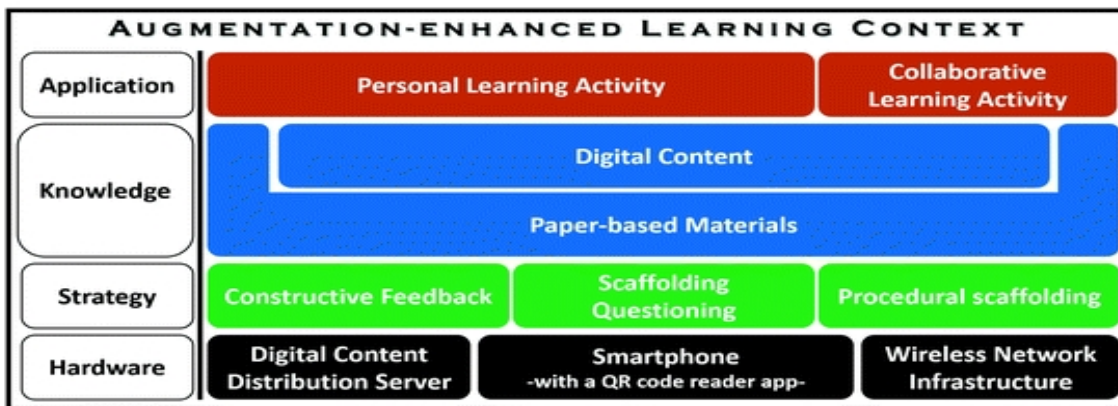 AUGMENTATION-ENHANCED LEARNING CONTEXT
Application
Personal Learning Activity
Collaborative
Learning Activity
Knowledge
Digital Content
Paper-based Materials
Strategy
Constructive Feedback
Scaffolding
Questioning
Procedural scaffolding
Hardware
Digital Content
Distribution Server
Smartphone
-with a QR code reader app-
Wireless Network
Infrastructure